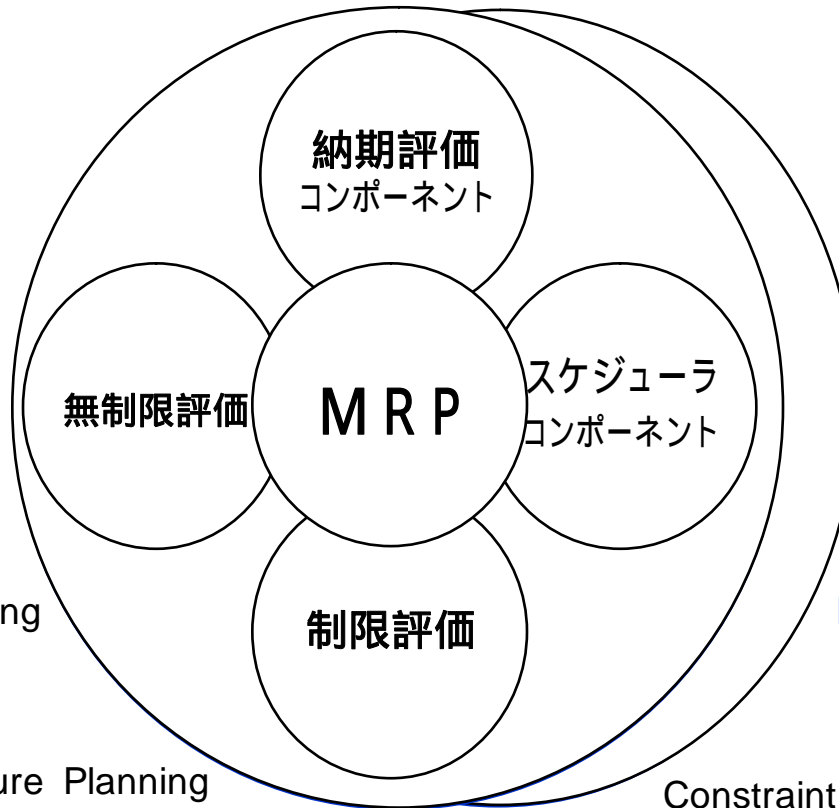 納期評価
コンポーネント
無制限評価
ＭＲＰ
スケジューラ
コンポーネント
制限評価
ng
ure Planning
Constraint